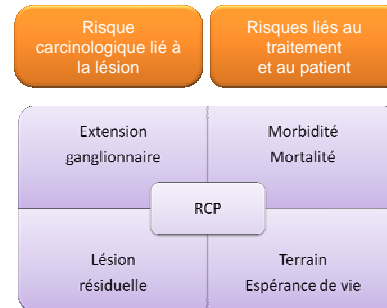 Risque
carcinologique lié à
la lésion
Risques liés au
traitement
et au patient
Extension
ganglionnaire
Morbidité
Mortalité
RCP
Lésion
résiduelle
Terrain
Espérance de vie